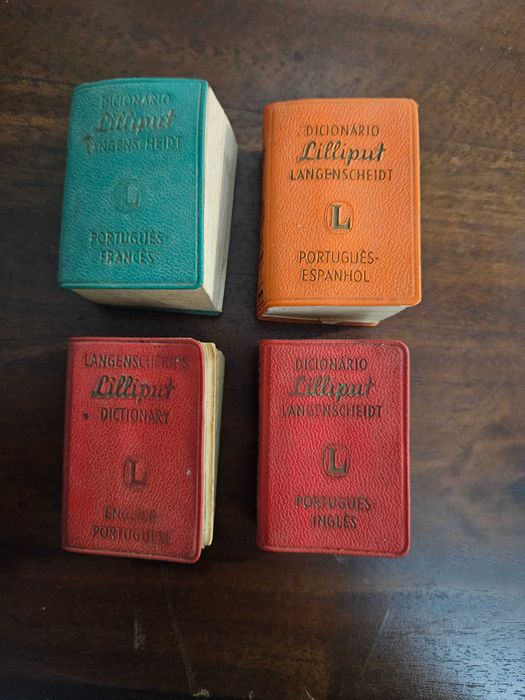 DICIONÁRIO
Lilliput
LANGENSCHEIDT
L
PORTUGUÊS-
FRANCÊS
DICIONÁRIO
Lilliput
LANGENSCHEIDT
L
PORTUGUÊS-
ESPANHOL
LANGENSCHEIDT'S
Lilliput
DICTIONARY
L
ENGLISH-
PORTUGUESE
DICIONÁRIO
Lilliput
LANGENSCHEIDT
L
PORTUGUÊS-
INGLÊS